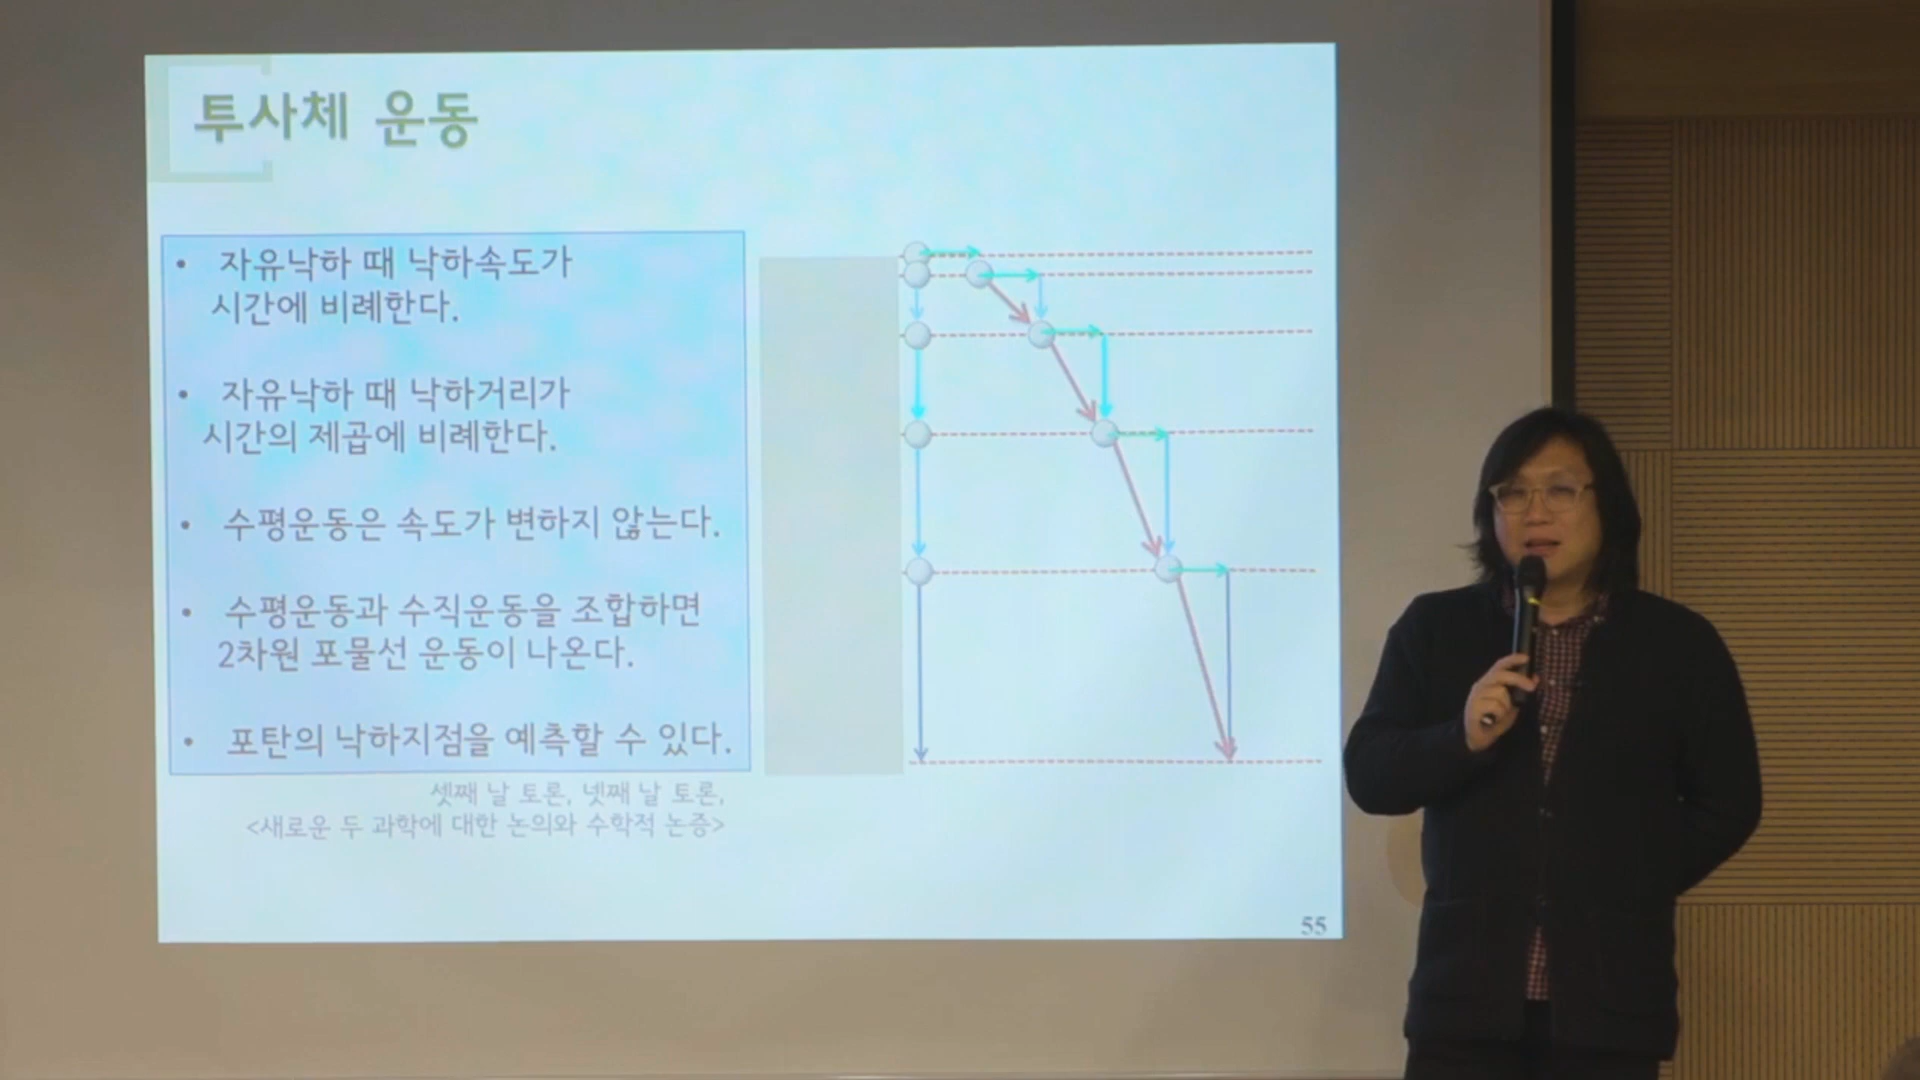 투사체 운동
• 자유낙하 때 낙하속도가
시간에 비례한다.
• 자유낙하 때 낙하거리가
시간의 제곱에 비례한다.
• 수평운동은 속도가 변하지 않는다.
• 수평운동과 수직운동을 조합하면
2차원 포물선 운동이 나온다.
• 포탄의 낙하지점을 예측할 수 있다.
셋째 날 토론, 넷째 날 토론,
<새로운 두 과학에 대한 논의와 수학적 논증>
55